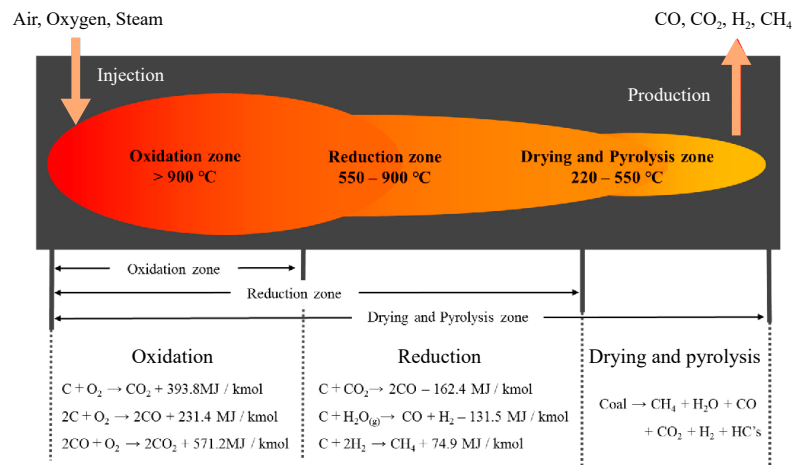 Air, Oxygen, Steam
CO, CO₂, H₂, CH₄
Injection
Production
Oxidation zone
> 900 ℃
Reduction zone
550 – 900 ℃
Drying and Pyrolysis zone
220 – 550 ℃
Oxidation zone
Reduction zone
Drying and Pyrolysis zone
Oxidation
C + O₂ → CO₂ + 393.8MJ / kmol
2C + O₂ → 2CO + 231.4 MJ / kmol
2CO + O₂ → 2CO₂ + 571.2MJ / kmol
Reduction
C + CO₂→ 2CO – 162.4 MJ / kmol
C + H₂O₍g₎→ CO + H₂ – 131.5 MJ / kmol
C + 2H₂ → CH₄ + 74.9 MJ / kmol
Drying and pyrolysis
Coal → CH₄ + H₂O + CO
+ CO₂ + H₂ + HC's